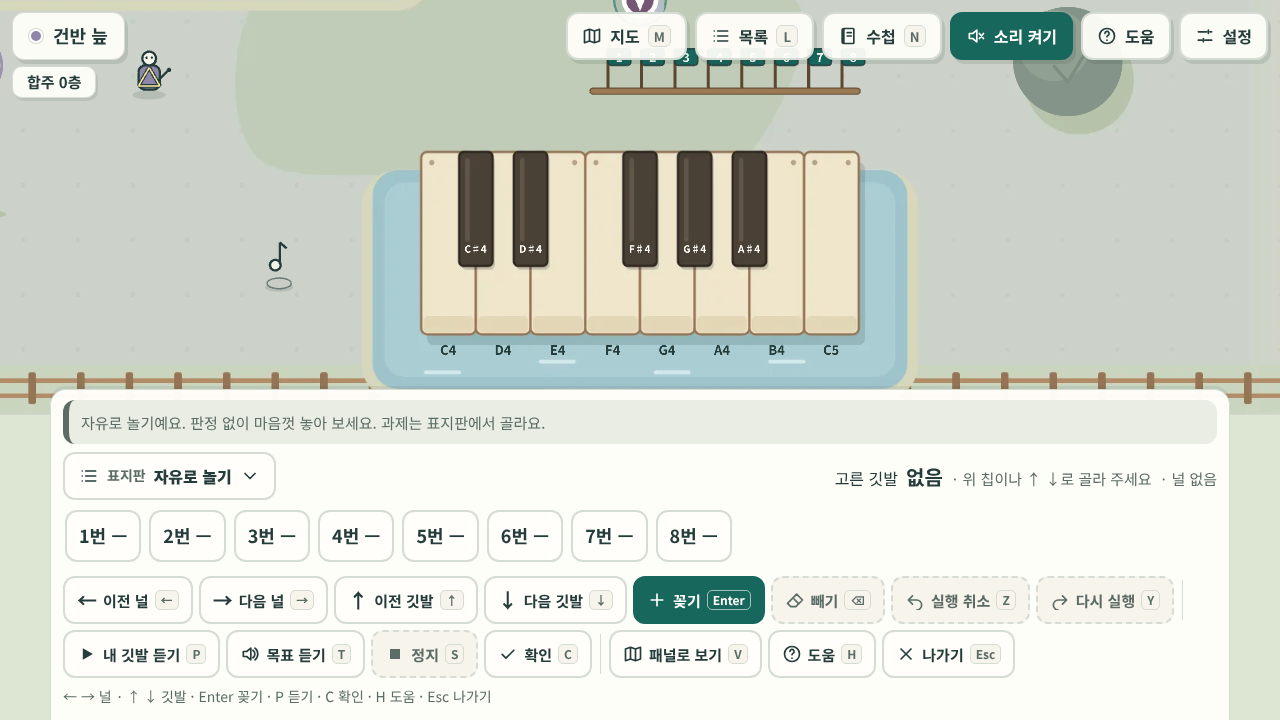 건반 늪
지도 M
목록 L
수첩 N
소리 켜기
도움
설정
합주 0층
1 2 3 4 5 6 7 8
C#4 D#4 F#4 G#4 A#4
C4 D4 E4 F4 G4 A4 B4 C5
자유로 놀기예요. 판정 없이 마음껏 놓아 보세요. 과제는 표지판에서 골라요.
표지판 자유로 놀기
고른 깃발 없음 · 위 칩이나 ↑ ↓로 골라 주세요 · 널 없음
1번 — 2번 — 3번 — 4번 — 5번 — 6번 — 7번 — 8번 —
← 이전 널 ← → 다음 널 → ↑ 이전 깃발 ↑ ↓ 다음 깃발 ↓ + 꽂기 Enter 빼기 ⌫ 실행 취소 Z 다시 실행 Y
내 깃발 듣기 P 목표 듣기 T 정지 S 확인 C 패널로 보기 V 도움 H 나가기 Esc
← → 널 · ↑ ↓ 깃발 · Enter 꽂기 · P 듣기 · C 확인 · H 도움 · Esc 나가기